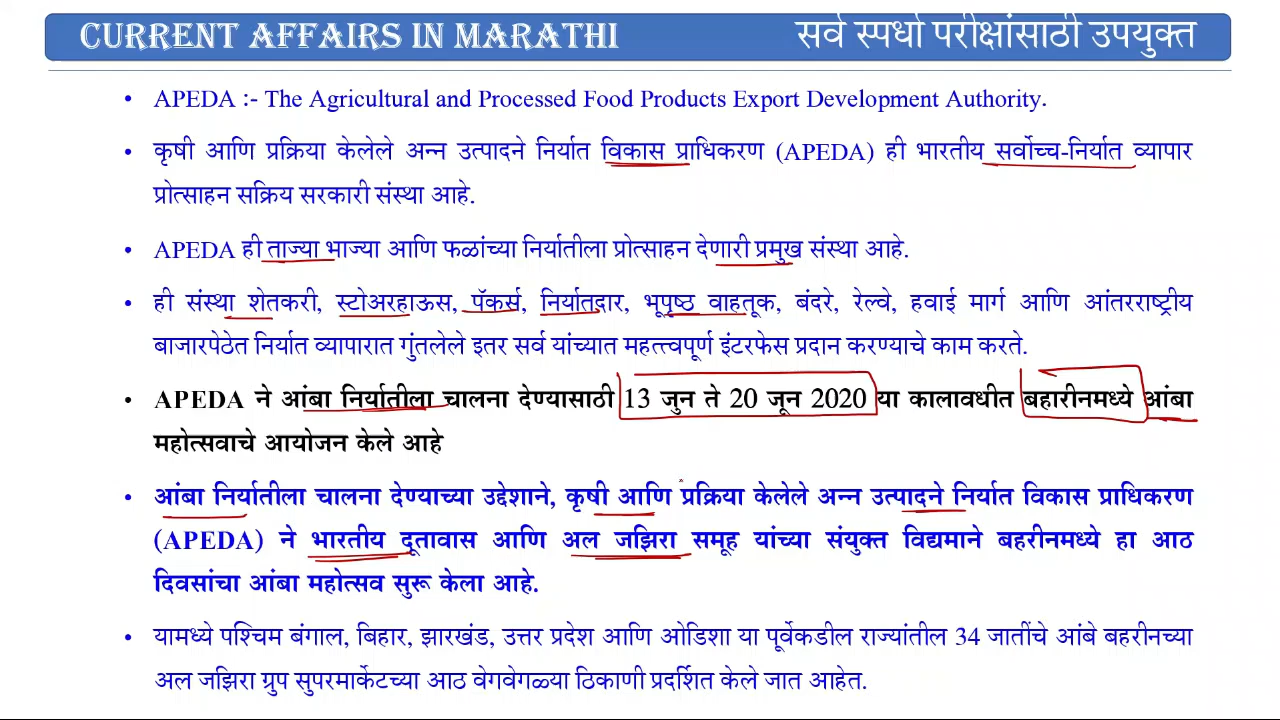 CURRENT AFFAIRS IN MARATHI सर्व स्पर्धा परीक्षांसाठी उपयुक्त
• APEDA :- The Agricultural and Processed Food Products Export Development Authority.
• कृषी आणि प्रक्रिया केलेले अन्न उत्पादने निर्यात विकास प्राधिकरण (APEDA) ही भारतीय सर्वोच्च-निर्यात व्यापार
प्रोत्साहन सक्रिय सरकारी संस्था आहे.
• APEDA ही ताज्या भाज्या आणि फळांच्या निर्यातीला प्रोत्साहन देणारी प्रमुख संस्था आहे.
• ही संस्था शेतकरी, स्टोअरहाऊस, पॅकर्स, निर्यातदार, भूपृष्ठ वाहतूक, बंदरे, रेल्वे, हवाई मार्ग आणि आंतरराष्ट्रीय
बाजारपेठेत निर्यात व्यापारात गुंतलेले इतर सर्व यांच्यात महत्त्वपूर्ण इंटरफेस प्रदान करण्याचे काम करते.
• APEDA ने आंबा निर्यातीला चालना देण्यासाठी 13 जुन ते 20 जून 2020 या कालावधीत बहारीनमध्ये आंबा
महोत्सवाचे आयोजन केले आहे
• आंबा निर्यातीला चालना देण्याच्या उद्देशाने, कृषी आणि प्रक्रिया केलेले अन्न उत्पादने निर्यात विकास प्राधिकरण
(APEDA) ने भारतीय दूतावास आणि अल जझिरा समूह यांच्या संयुक्त विद्यमाने बहरीनमध्ये हा आठ
दिवसांचा आंबा महोत्सव सुरू केला आहे.
• यामध्ये पश्चिम बंगाल, बिहार, झारखंड, उत्तर प्रदेश आणि ओडिशा या पूर्वेकडील राज्यांतील 34 जातींचे आंबे बहरीनच्या
अल जझिरा ग्रुप सुपरमार्केटच्या आठ वेगवेगळ्या ठिकाणी प्रदर्शित केले जात आहेत.